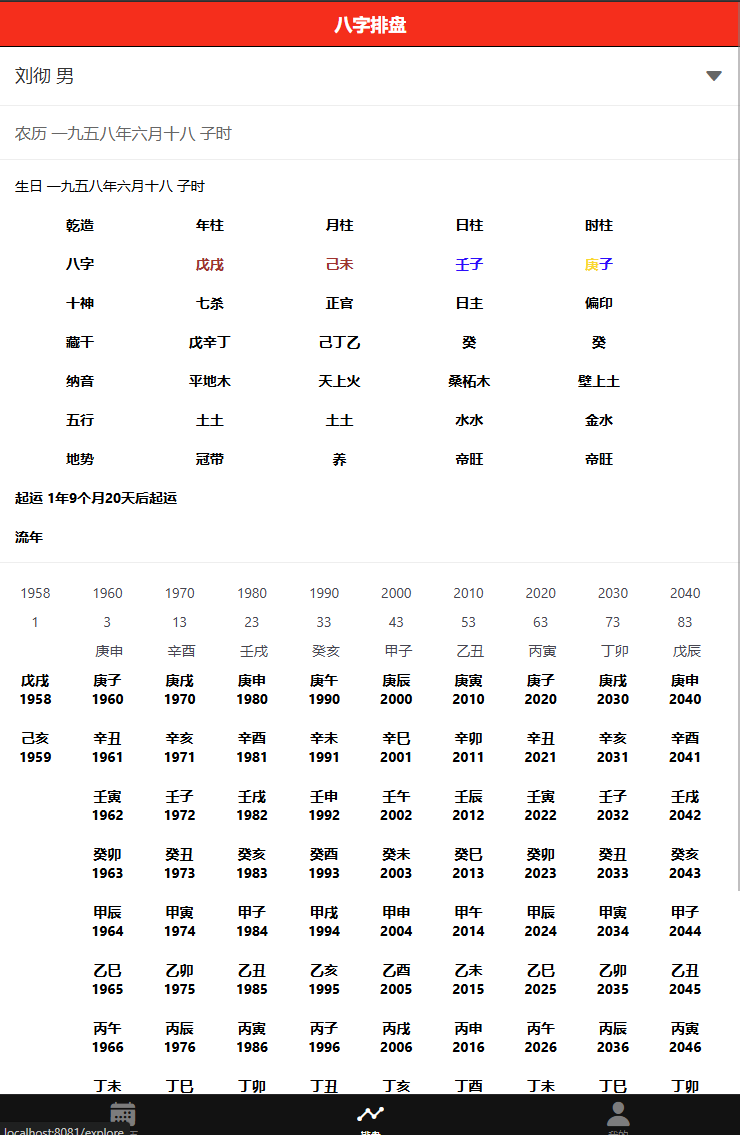 八字排盘
刘彻 男
农历 一九五八年六月十八 子时
生日 一九五八年六月十八 子时
乾造 年柱 月柱 日柱 时柱
八字 戊戌 己未 壬子 庚子
十神 七杀 正官 日主 偏印
藏干 戊辛丁 己丁乙 癸 癸
纳音 平地木 天上火 桑柘木 壁上土
五行 土土 土土 水水 金水
地势 冠带 养 帝旺 帝旺
起运 1年9个月20天后起运
流年
1958 1960 1970 1980 1990 2000 2010 2020 2030 2040
1 3 13 23 33 43 53 63 73 83
庚申 辛酉 壬戌 癸亥 甲子 乙丑 丙寅 丁卯 戊辰
戊戌 庚子 庚戌 庚申 庚午 庚辰 庚寅 庚子 庚戌 庚申
1958 1960 1970 1980 1990 2000 2010 2020 2030 2040
己亥 辛丑 辛亥 辛酉 辛未 辛巳 辛卯 辛丑 辛亥 辛酉
1959 1961 1971 1981 1991 2001 2011 2021 2031 2041
壬寅 壬子 壬戌 壬申 壬午 壬辰 壬寅 壬子 壬戌
1962 1972 1982 1992 2002 2012 2022 2032 2042
癸卯 癸丑 癸亥 癸酉 癸未 癸巳 癸卯 癸丑 癸亥
1963 1973 1983 1993 2003 2013 2023 2033 2043
甲辰 甲寅 甲子 甲戌 甲申 甲午 甲辰 甲寅 甲子
1964 1974 1984 1994 2004 2014 2024 2034 2044
乙巳 乙卯 乙丑 乙亥 乙酉 乙未 乙巳 乙卯 乙丑
1965 1975 1985 1995 2005 2015 2025 2035 2045
丙午 丙辰 丙寅 丙子 丙戌 丙申 丙午 丙辰 丙寅
1966 1976 1986 1996 2006 2016 2026 2036 2046
丁未 丁巳 丁卯 丁丑 丁亥 丁酉 丁未 丁巳 丁卯
localhost:8081/explore 排盘 我的